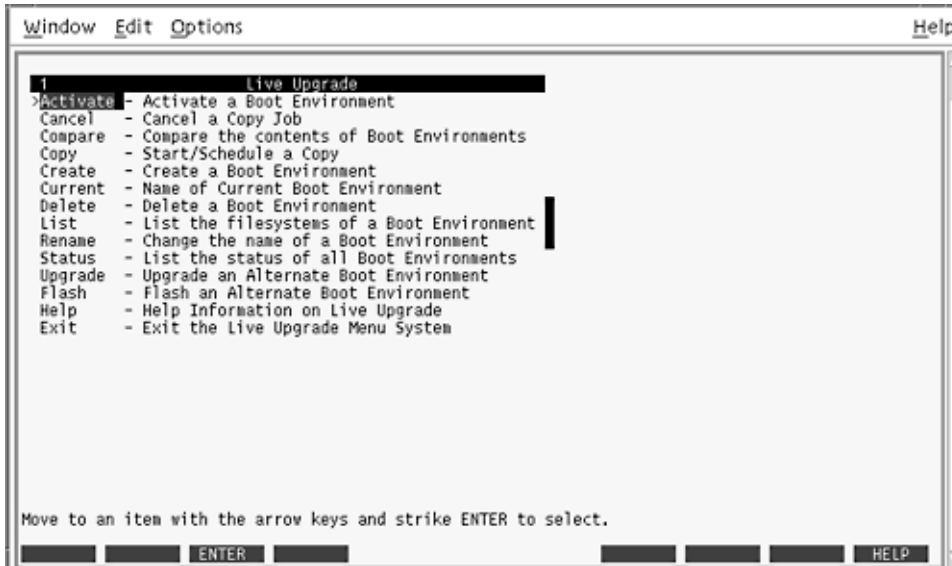 Window Edit Options Help
1 Live Upgrade
>Activate - Activate a Boot Environment
Cancel - Cancel a Copy Job
Compare - Compare the contents of Boot Environments
Copy - Start/Schedule a Copy
Create - Create a Boot Environment
Current - Name of Current Boot Environment
Delete - Delete a Boot Environment
List - List the filesystems of a Boot Environment
Rename - Change the name of a Boot Environment
Status - List the status of all Boot Environments
Upgrade - Upgrade an Alternate Boot Environment
Flash - Flash an Alternate Boot Environment
Help - Help Information on Live Upgrade
Exit - Exit the Live Upgrade Menu System
Move to an item with the arrow keys and strike ENTER to select.
ENTER HELP